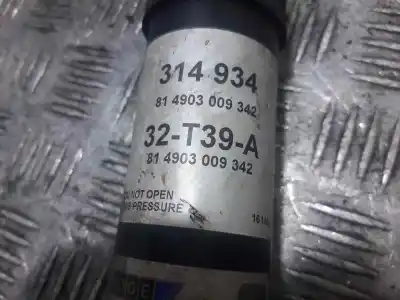 314 934
81 4903 009 342
32-T39-A
81 4903 009 342
NOT OPEN
PRESSURE